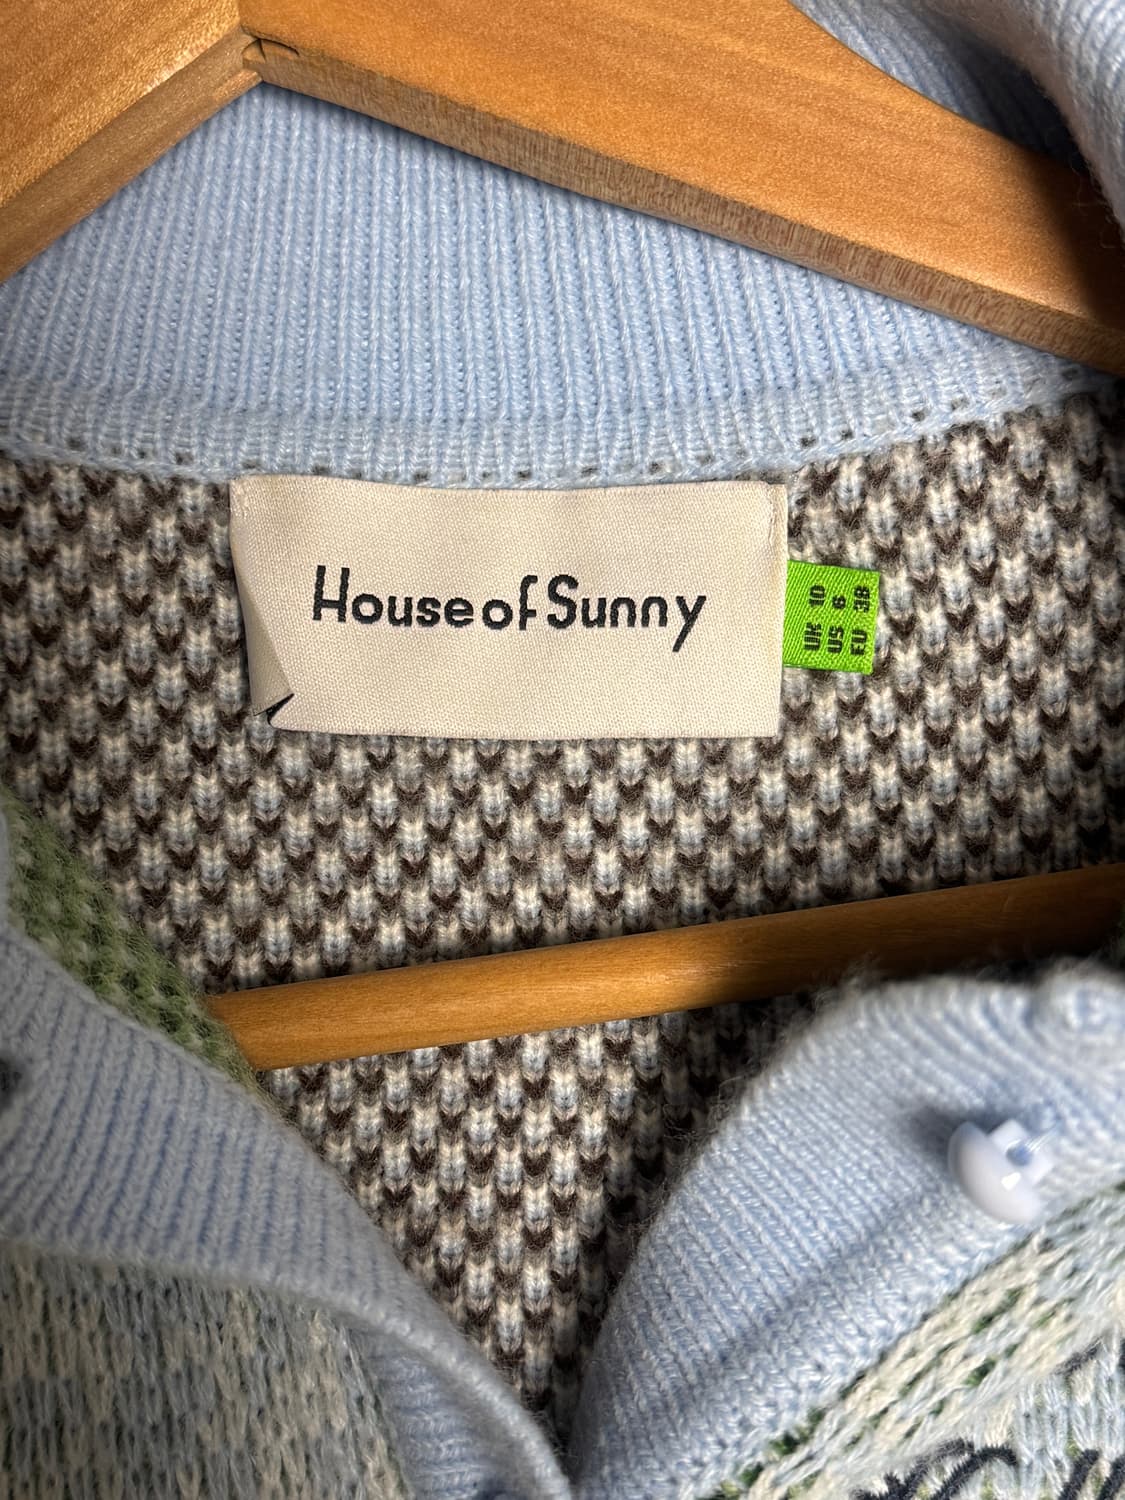 House of Sunny
UK 10
US 6
EU 38